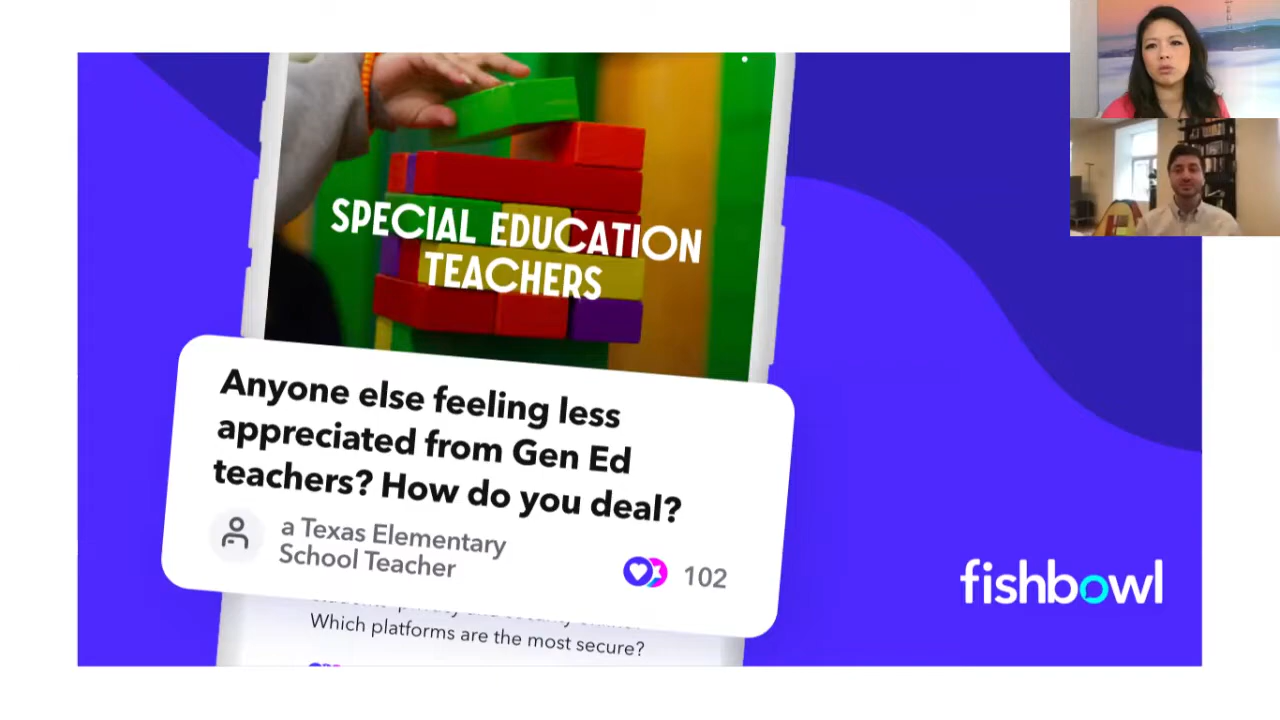 SPECIAL EDUCATION
TEACHERS
Anyone else feeling less
appreciated from Gen Ed
teachers? How do you deal?
a Texas Elementary
School Teacher
102
Which platforms are the most secure?
fishbowl